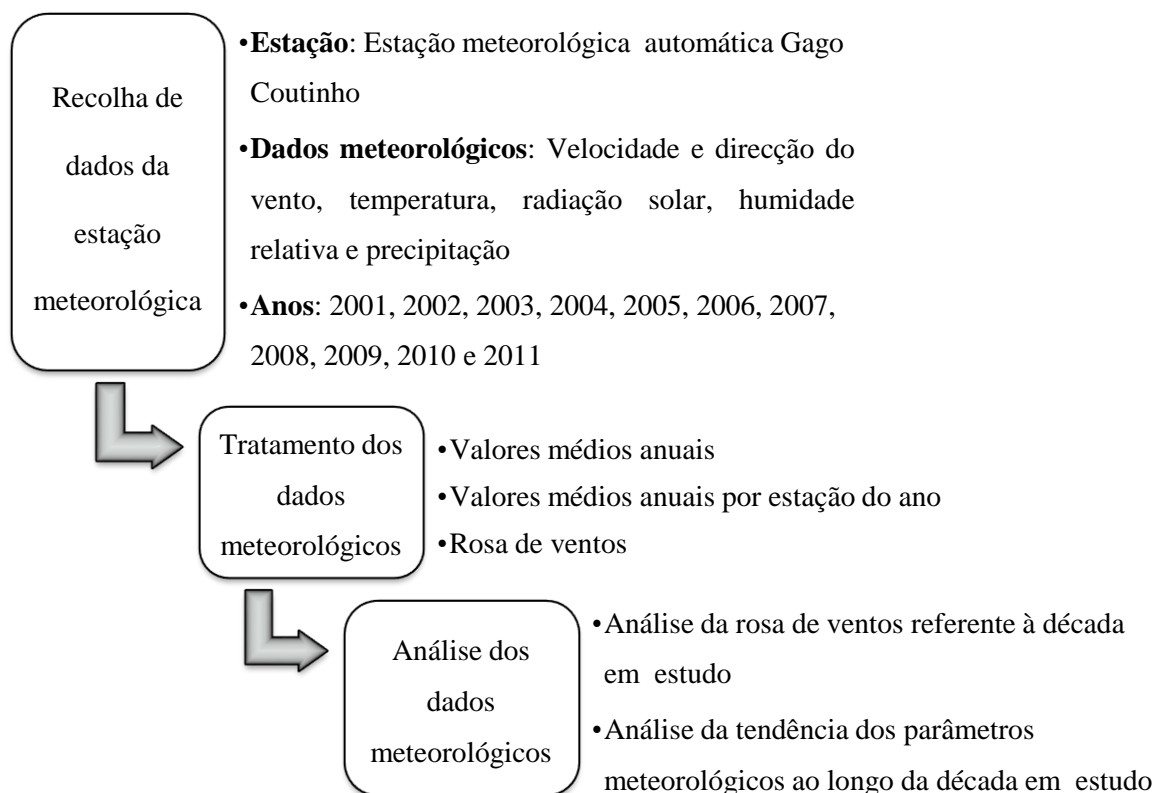 Recolha de
dados da
estação
meteorológica
•Estação: Estação meteorológica automática Gago
Coutinho
•Dados meteorológicos: Velocidade e direcção do
vento, temperatura, radiação solar, humidade
relativa e precipitação
•Anos: 2001, 2002, 2003, 2004, 2005, 2006, 2007,
2008, 2009, 2010 e 2011
Tratamento dos
dados
meteorológicos
•Valores médios anuais
•Valores médios anuais por estação do ano
•Rosa de ventos
Análise dos
dados
meteorológicos
•Análise da rosa de ventos referente à década
em estudo
•Análise da tendência dos parâmetros
meteorológicos ao longo da década em estudo